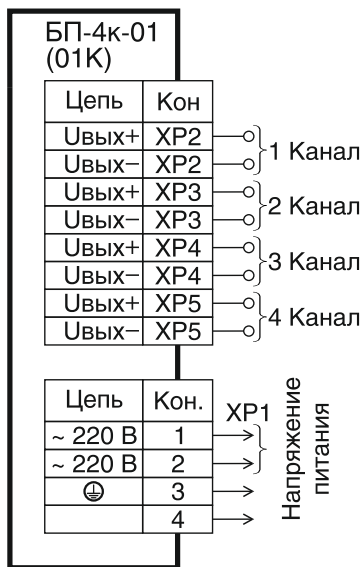 БП-4к-01
(01К)
Цепь Кон
Uвых+ XP2
Uвых− XP2
1 Канал
Uвых+ XP3
Uвых− XP3
2 Канал
Uвых+ XP4
Uвых− XP4
3 Канал
Uвых+ XP5
Uвых− XP5
4 Канал
Цепь Кон.
XP1
~ 220 В 1
~ 220 В 2
3
4
Напряжение
питания